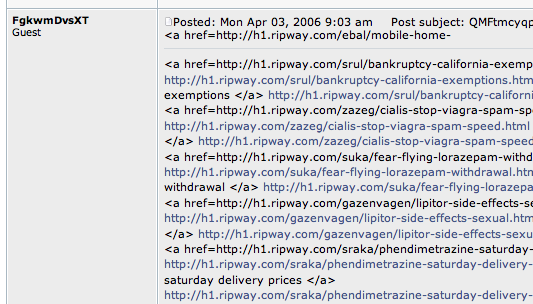 FgkwmDvsXT
Guest
Posted: Mon Apr 03, 2006 9:03 am Post subject: QMFtmcyqp
<a href=http://h1.ripway.com/ebal/mobile-home-
<a href=http://h1.ripway.com/srul/bankruptcy-california-exemp
http://h1.ripway.com/srul/bankruptcy-california-exemptions.htm
exemptions </a> http://h1.ripway.com/srul/bankruptcy-californi
<a href=http://h1.ripway.com/zazeg/cialis-stop-viagra-spam-sp
http://h1.ripway.com/zazeg/cialis-stop-viagra-spam-speed.html
</a> http://h1.ripway.com/zazeg/cialis-stop-viagra-spam-speed
<a href=http://h1.ripway.com/suka/fear-flying-lorazepam-withd
http://h1.ripway.com/suka/fear-flying-lorazepam-withdrawal.h
withdrawal </a> http://h1.ripway.com/suka/fear-flying-lorazepa
<a href=http://h1.ripway.com/gazenvagen/lipitor-side-effects-se
http://h1.ripway.com/gazenvagen/lipitor-side-effects-sexual.htm
</a> http://h1.ripway.com/gazenvagen/lipitor-side-effects-sexu
<a href=http://h1.ripway.com/sraka/phendimetrazine-saturday-
http://h1.ripway.com/sraka/phendimetrazine-saturday-delivery-
saturday delivery prices </a>
http://h1.ripway.com/sraka/phendimetrazine-saturday-delivery-